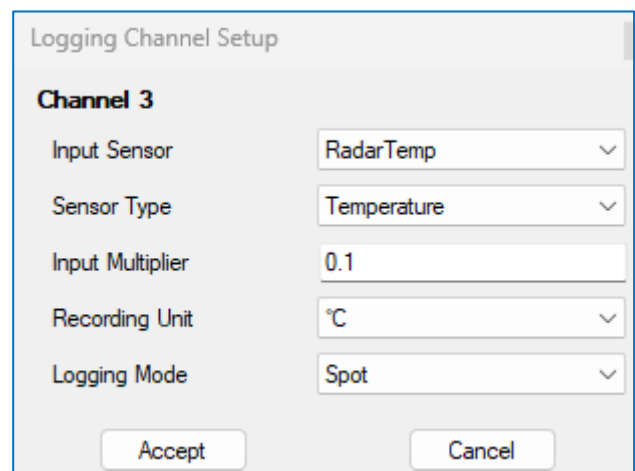 Logging Channel Setup
Channel 3
Input Sensor RadarTemp
Sensor Type Temperature
Input Multiplier 0.1
Recording Unit °C
Logging Mode Spot
Accept Cancel